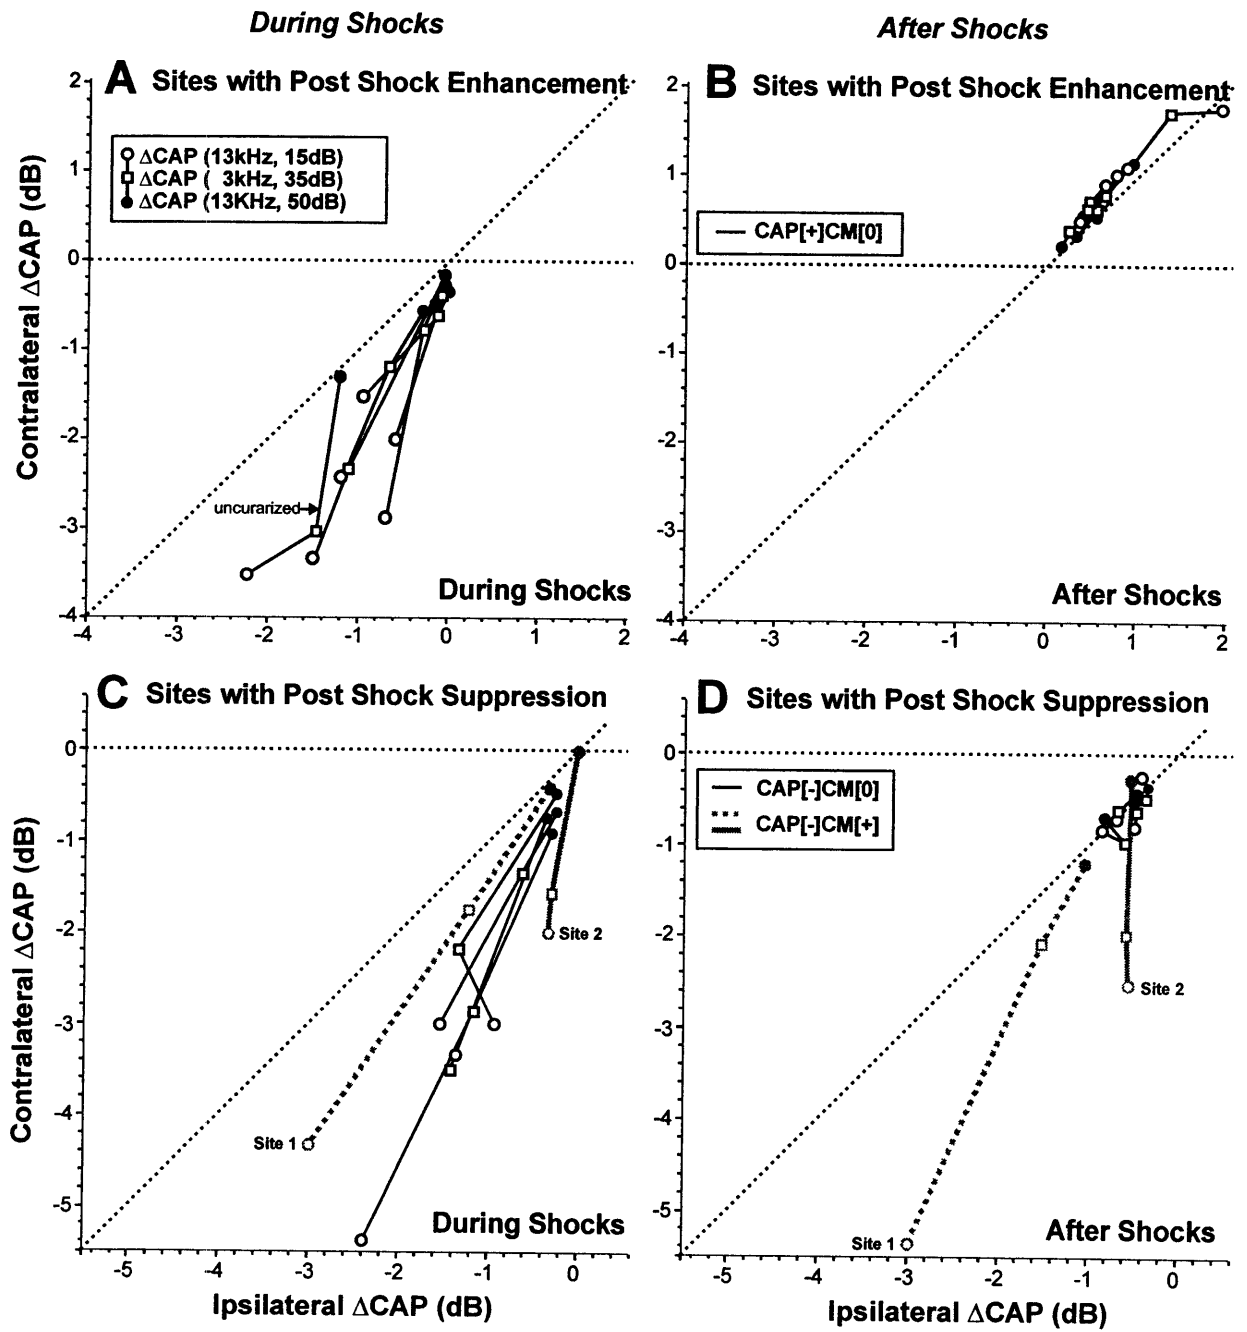 During Shocks
After Shocks
A Sites with Post Shock Enhancement
B Sites with Post Shock Enhancement
2
1
0
-1
-2
-3
-4
Contralateral ΔCAP (dB)
ΔCAP (13kHz, 15dB)
ΔCAP ( 3kHz, 35dB)
ΔCAP (13KHz, 50dB)
uncurarized
During Shocks
-4 -3 -2 -1 0 1 2
2
1
0
-1
-2
-3
-4
CAP[+]CM[0]
After Shocks
-4 -3 -2 -1 0 1 2
C Sites with Post Shock Suppression
D Sites with Post Shock Suppression
0
-1
-2
-3
-4
-5
Contralateral ΔCAP (dB)
Site 2
Site 1
During Shocks
-5 -4 -3 -2 -1 0
Ipsilateral ΔCAP (dB)
0
-1
-2
-3
-4
-5
CAP[-]CM[0]
CAP[-]CM[+]
Site 2
Site 1
After Shocks
-5 -4 -3 -2 -1 0
Ipsilateral ΔCAP (dB)